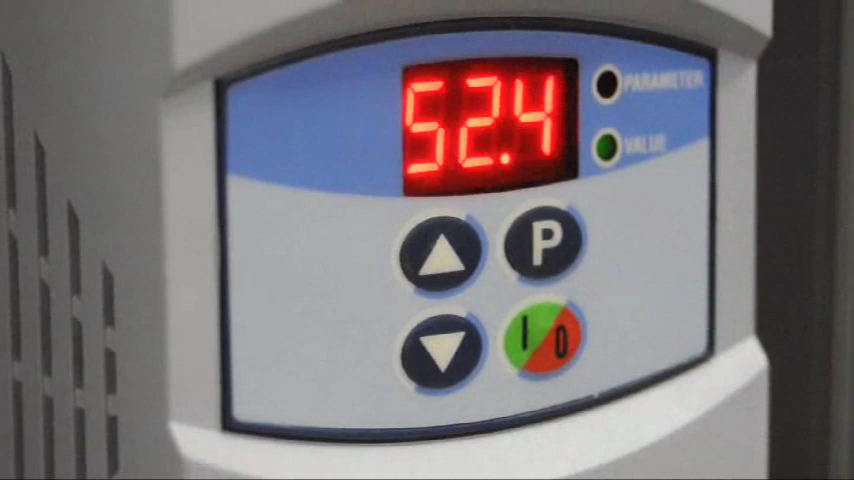 52.4
PARAMETER
VALUE
P
I/O